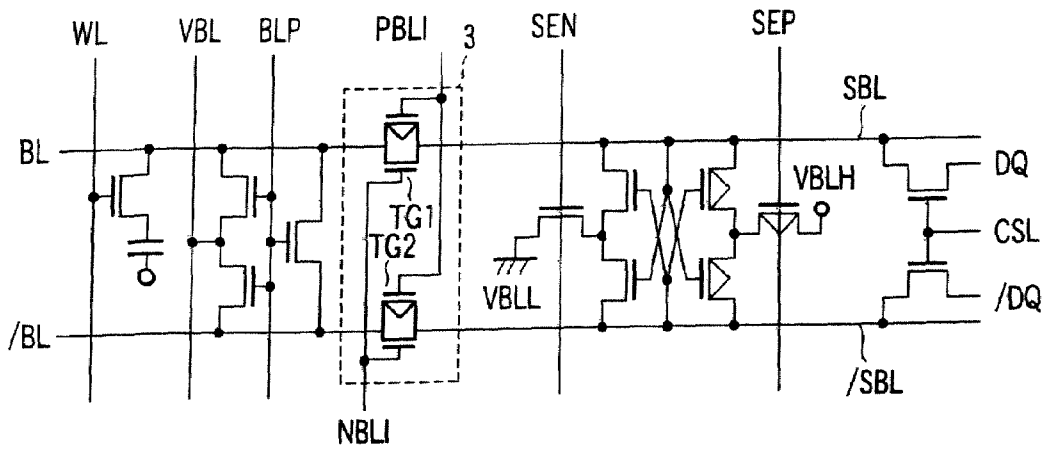 WL VBL BLP PBLI 3 SEN SEP
SBL
BL
DQ
VBLH
TG1
CSL
TG2
VBLL
/DQ
/BL
/SBL
NBLI